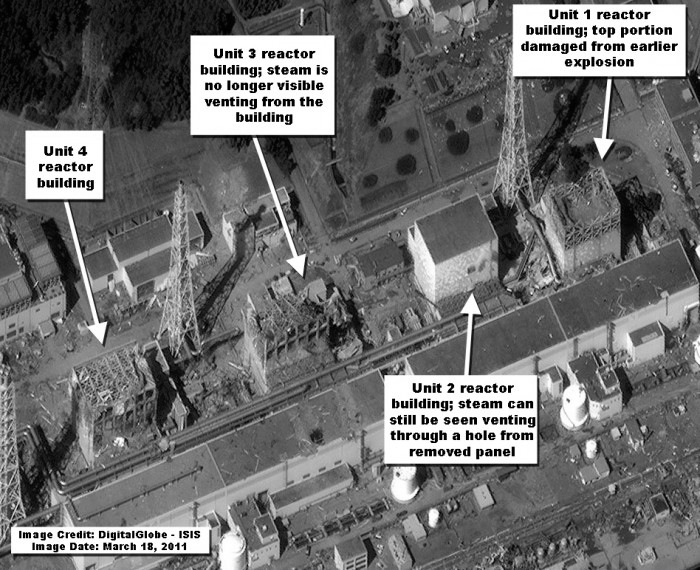 Unit 1 reactor
building; top portion
damaged from earlier
explosion
Unit 3 reactor
building; steam is
no longer visible
venting from the
building
Unit 4
reactor
building
Unit 2 reactor
building; steam can
still be seen venting
through a hole from
removed panel
Image Credit: DigitalGlobe - ISIS
Image Date: March 18, 2011